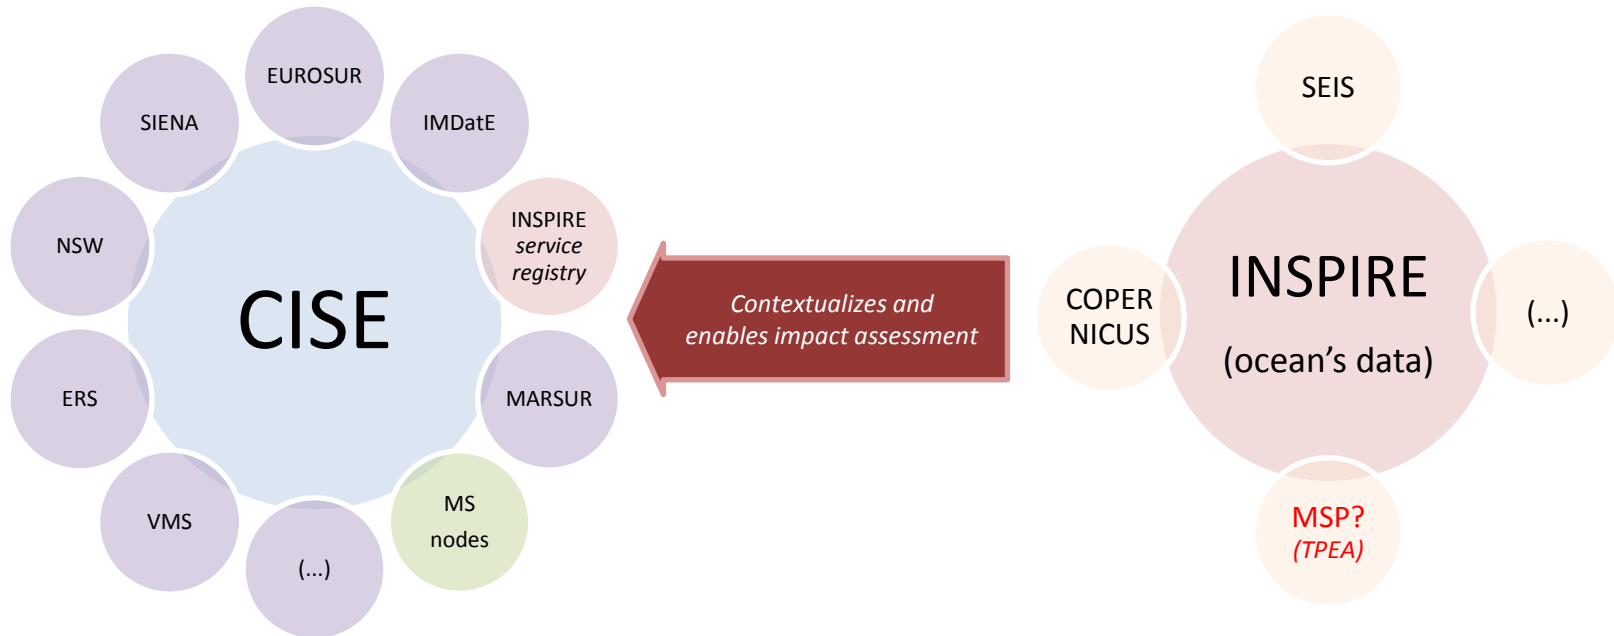 EUROSUR
SIENA
IMDatE
NSW
INSPIRE
service
registry
CISE
ERS
MARSUR
VMS
MS
nodes
(...)
Contextualizes and
enables impact assessment
SEIS
COPER
NICUS
INSPIRE
(ocean’s data)
(...)
MSP?
(TPEA)